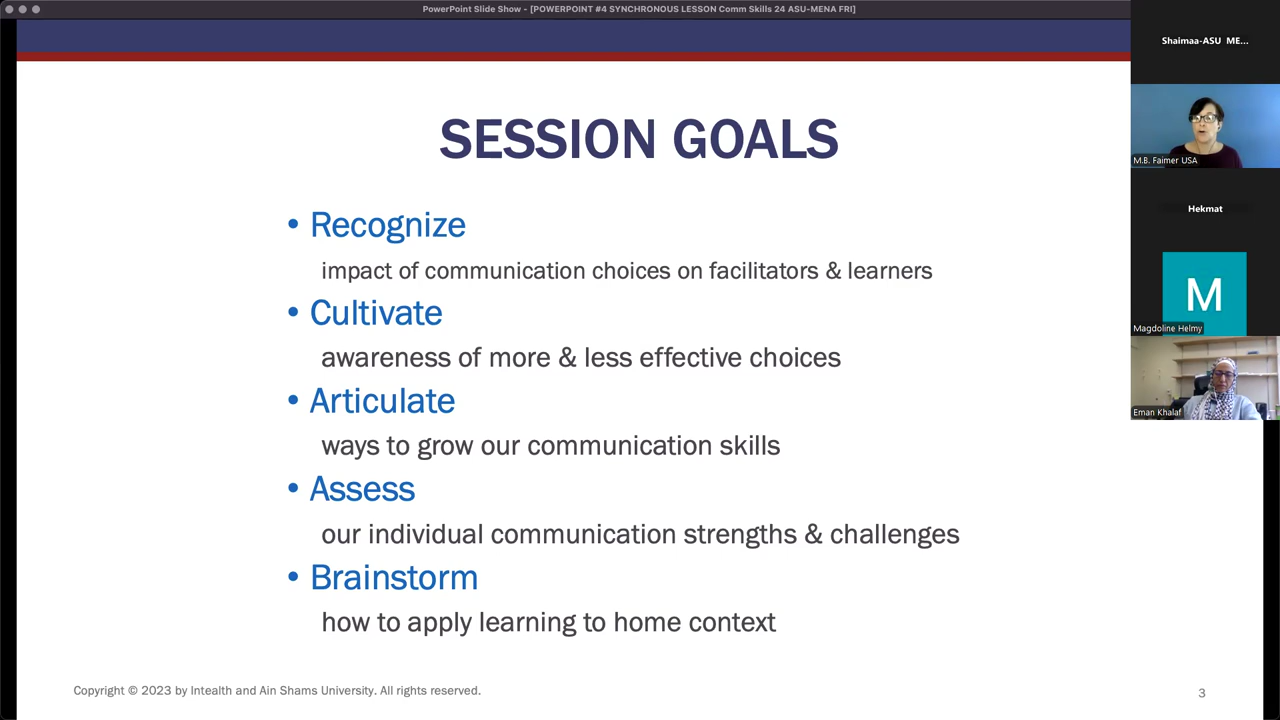 PowerPoint Slide Show - [POWERPOINT #4 SYNCHRONOUS LESSON Comm Skills 24 ASU-MENA FRI]
SESSION GOALS
• Recognize
impact of communication choices on facilitators & learners
• Cultivate
awareness of more & less effective choices
• Articulate
ways to grow our communication skills
• Assess
our individual communication strengths & challenges
• Brainstorm
how to apply learning to home context
Copyright © 2023 by Intealth and Ain Shams University. All rights reserved.
3
Shaimaa-ASU ME...
M.B. Faimer USA
Hekmat
M
Magdoline Helmy
Eman Khalaf